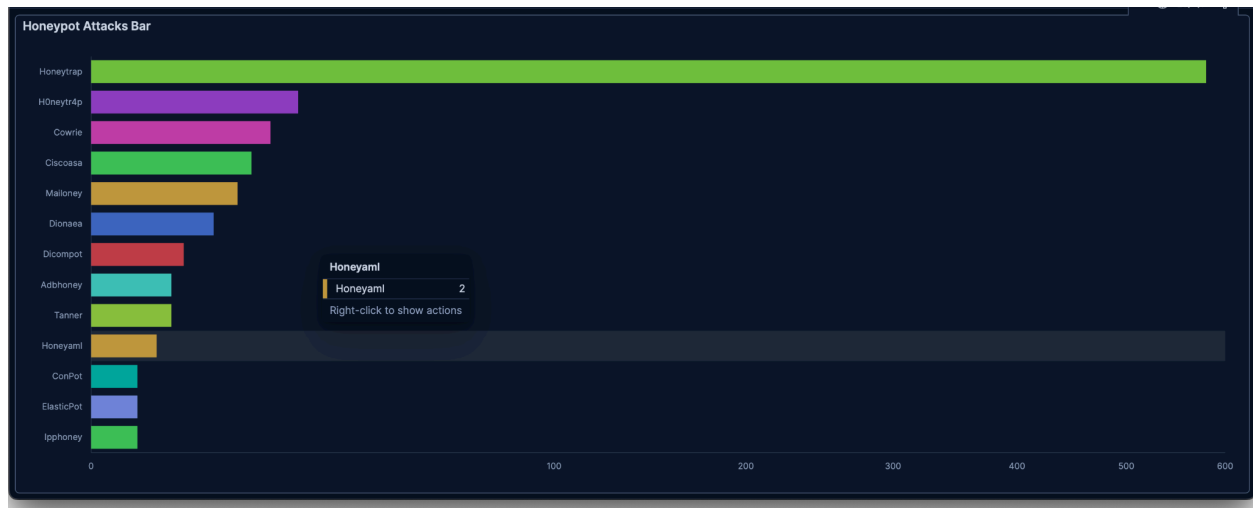 Honeypot Attacks Bar
Honeytrap
H0neytr4p
Cowrie
Ciscoasa
Mailoney
Dionaea
Dicompot
Adbhoney
Tanner
Honeyaml
ConPot
ElasticPot
Ipphoney
Honeyaml
Honeyaml 2
Right-click to show actions
0 100 200 300 400 500 600